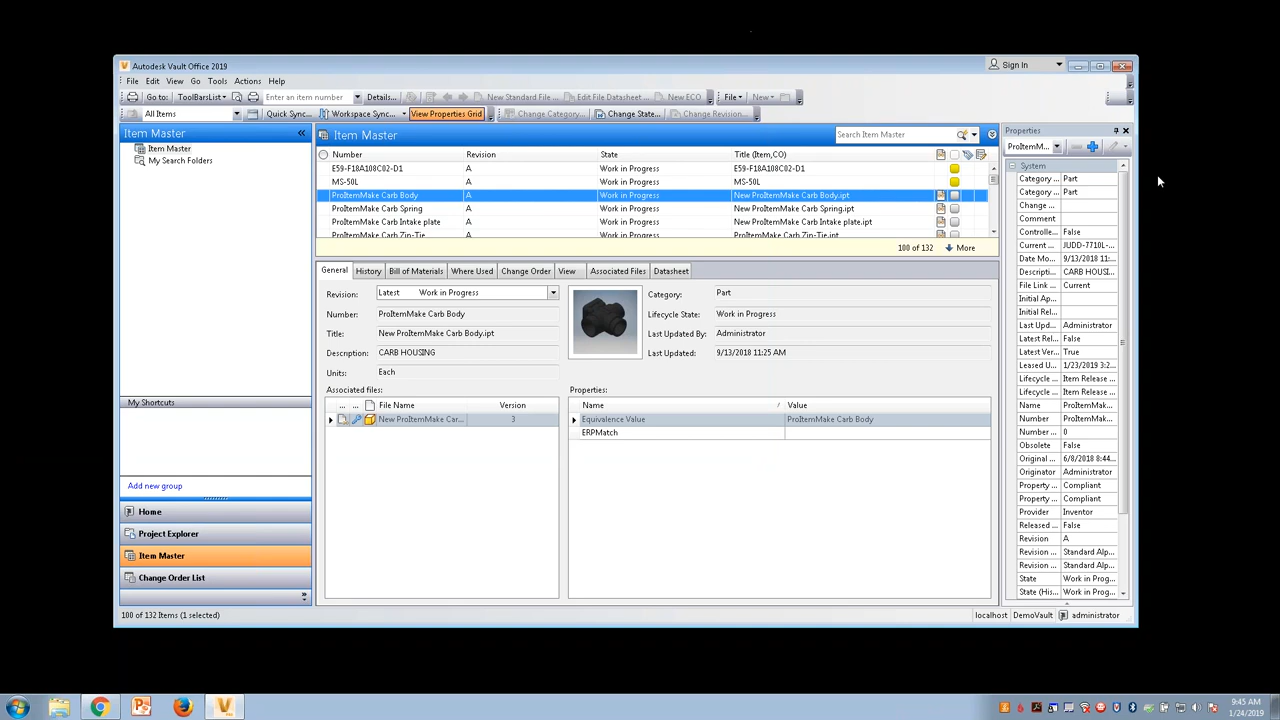 Autodesk Vault Office 2019
Sign In
File Edit View Go Tools Actions Help
Go to: ToolBarsList Enter an item number Details... New Standard File... Edit File Datasheet... New ECO File New
All Items Quick Sync... Workspace Sync... View Properties Grid Change Category... Change State... Change Revision...
Item Master
Item Master
My Search Folders
My Shortcuts
Add new group
Home
Project Explorer
Item Master
Change Order List
100 of 132 Items (1 selected)
Item Master
Search Item Master
Number Revision State Title (Item,CO)
E59-F18A108C02-D1 A Work in Progress E59-F18A108C02-D1
MS-50L A Work in Progress MS-50L
ProItemMake Carb Body A Work in Progress New ProItemMake Carb Body.ipt
ProItemMake Carb Spring A Work in Progress New ProItemMake Carb Spring.ipt
ProItemMake Carb Intake plate A Work in Progress New ProItemMake Carb Intake plate.ipt
ProItemMake Carb Zip-Tie A Work in Progress New ProItemMake Carb Zip-Tie.ipt
100 of 132 More
General History Bill of Materials Where Used Change Order View Associated Files Datasheet
Revision: Latest Work in Progress
Number: ProItemMake Carb Body
Title: New ProItemMake Carb Body.ipt
Description: CARB HOUSING
Units: Each
Category: Part
Lifecycle State: Work in Progress
Last Updated By: Administrator
Last Updated: 9/13/2018 11:25 AM
Associated files:
... ... File Name Version
New ProItemMake Car... 3
Properties:
Name / Value
Equivalence Value ProItemMake Carb Body
ERPMatch
Properties
ProItemM...
System
Category ... Part
Category ... Part
Change ...
Comment
Controlle... False
Current ... JUDD-7710L-...
Date Mo... 9/13/2018 11:...
Descripti... CARB HOUSI...
File Link ... Current
Initial Ap...
Initial Re...
Last Upd... Administrator
Latest Rel... False
Latest Ver... True
Leased U... 1/23/2019 3:2...
Lifecycle ... Item Release ...
Lifecycle ... Item Release ...
Name ProItemMak...
Number ProItemMak...
Number ... 0
Obsolete False
Original ... 6/8/2018 8:44...
Originator Administrator
Property ... Compliant
Property ... Compliant
Provider Inventor
Released ... False
Revision A
Revision ... Standard Alp...
Revision ... Standard Alp...
State Work in Prog...
State (His... Work in Prog...
localhost DemoVault administrator
9:45 AM
1/24/2019